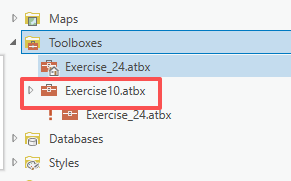 Maps
Toolboxes
Exercise_24.atbx
Exercise10.atbx
Exercise_24.atbx
Databases
Styles